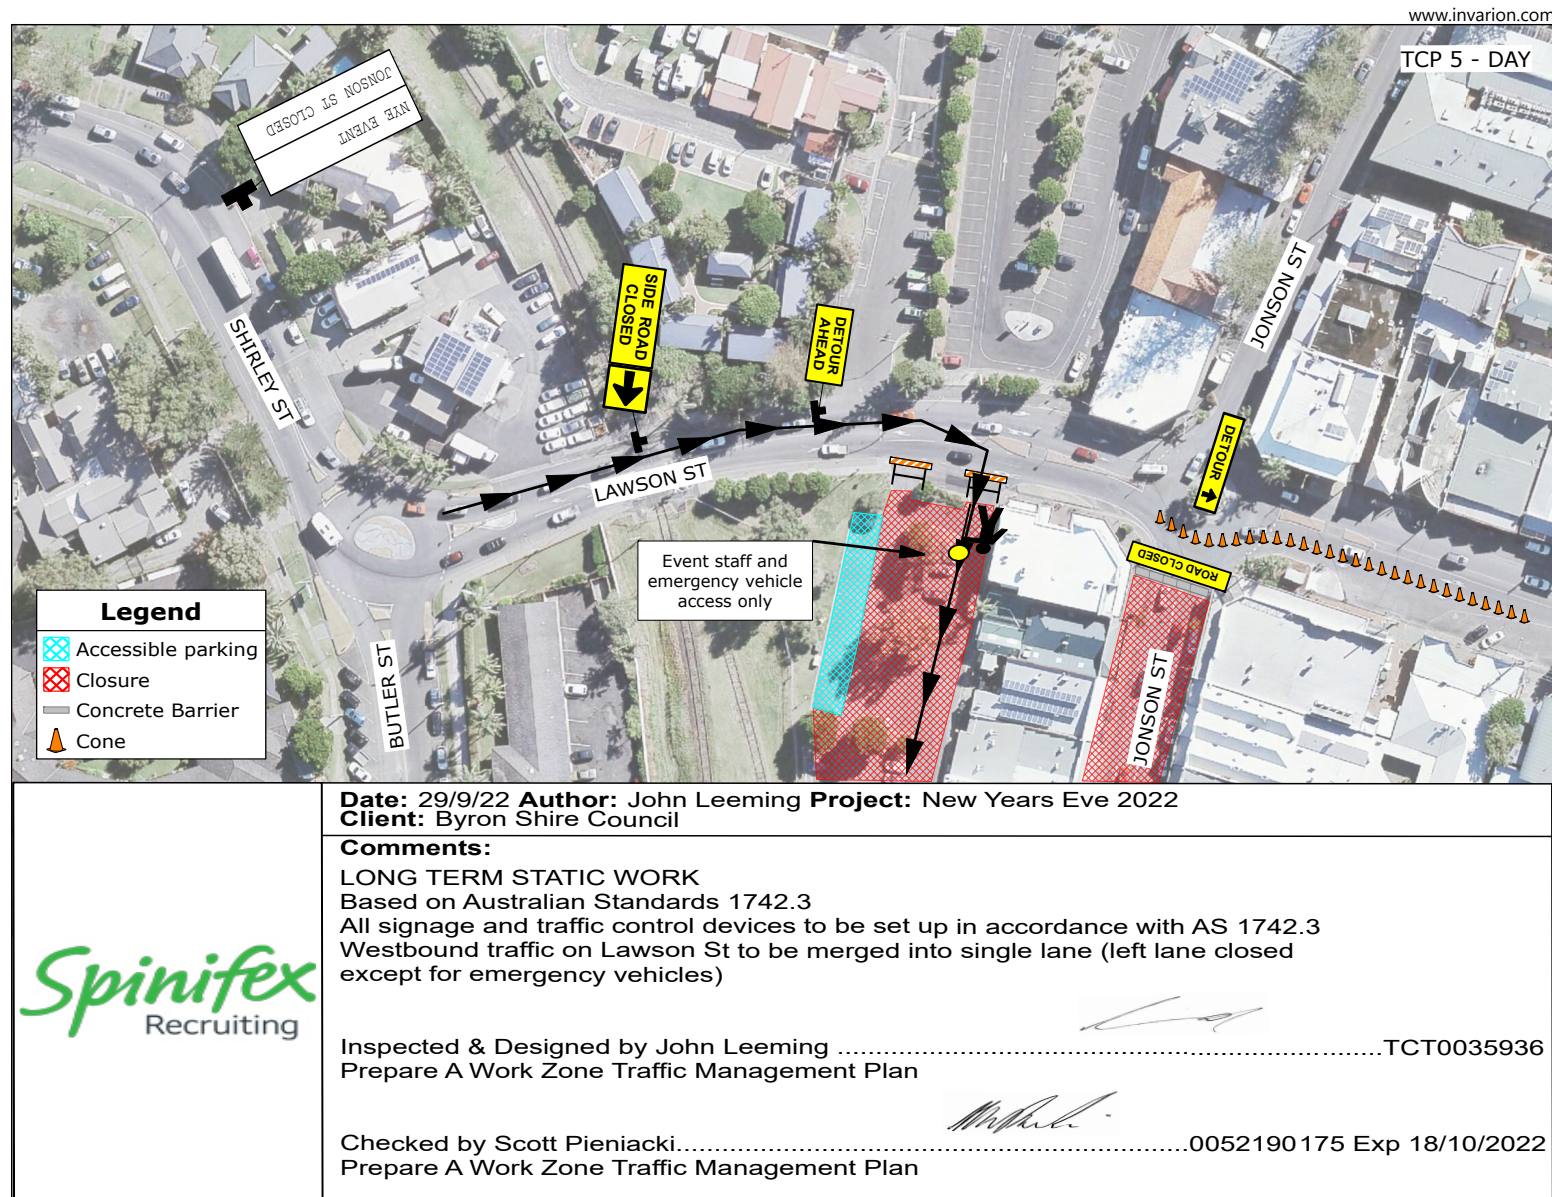 www.invarion.com
TCP 5 - DAY
JONSON ST CLOSED
NYE EVENT
SIDE ROAD
CLOSED
DETOUR
AHEAD
JONSON ST
SHIRLEY ST
LAWSON ST
DETOUR
ROAD CLOSED
Event staff and
emergency vehicle
access only
BUTLER ST
JONSON ST
Legend
Accessible parking
Closure
Concrete Barrier
Cone
Date: 29/9/22 Author: John Leeming Project: New Years Eve 2022
Client: Byron Shire Council
Comments:
LONG TERM STATIC WORK
Based on Australian Standards 1742.3
All signage and traffic control devices to be set up in accordance with AS 1742.3
Westbound traffic on Lawson St to be merged into single lane (left lane closed
except for emergency vehicles)
Spinifex
Recruiting
Inspected & Designed by John Leeming ........................................................................TCT0035936
Prepare A Work Zone Traffic Management Plan
Checked by Scott Pieniacki....................................................................0052190175 Exp 18/10/2022
Prepare A Work Zone Traffic Management Plan